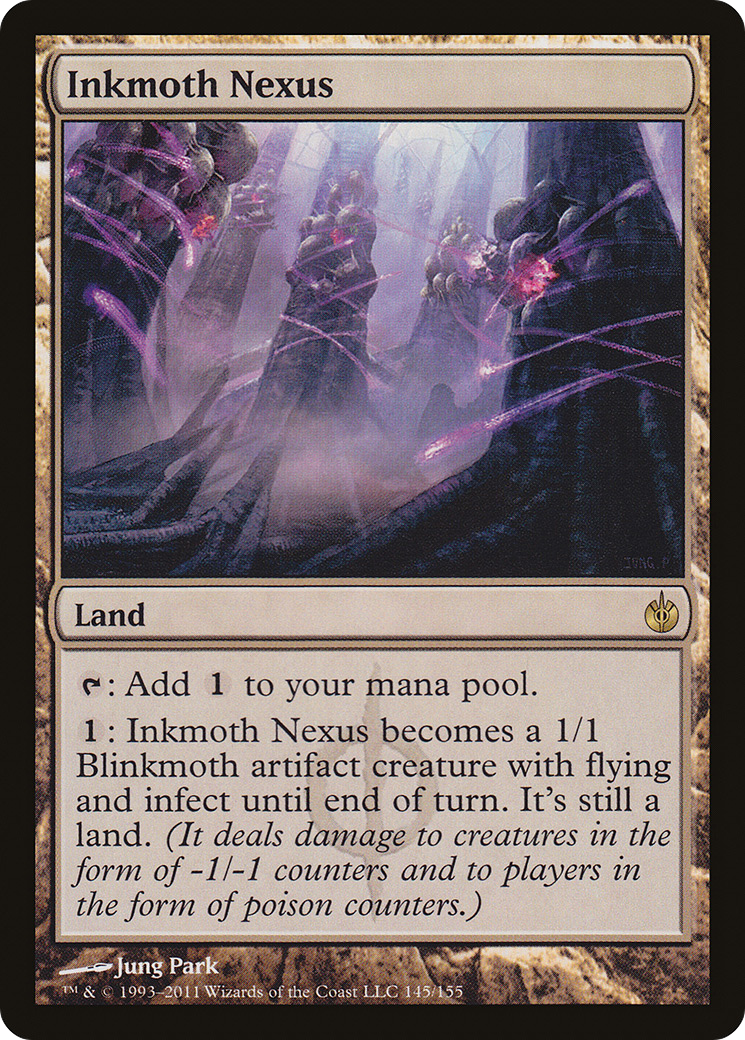 Inkmoth Nexus
JUNG. P
Land
: Add 1 to your mana pool.
1: Inkmoth Nexus becomes a 1/1
Blinkmoth artifact creature with flying
and infect until end of turn. It's still a
land. (It deals damage to creatures in the
form of -1/-1 counters and to players in
the form of poison counters.)
Jung Park
™ & © 1993–2011 Wizards of the Coast LLC 145/155